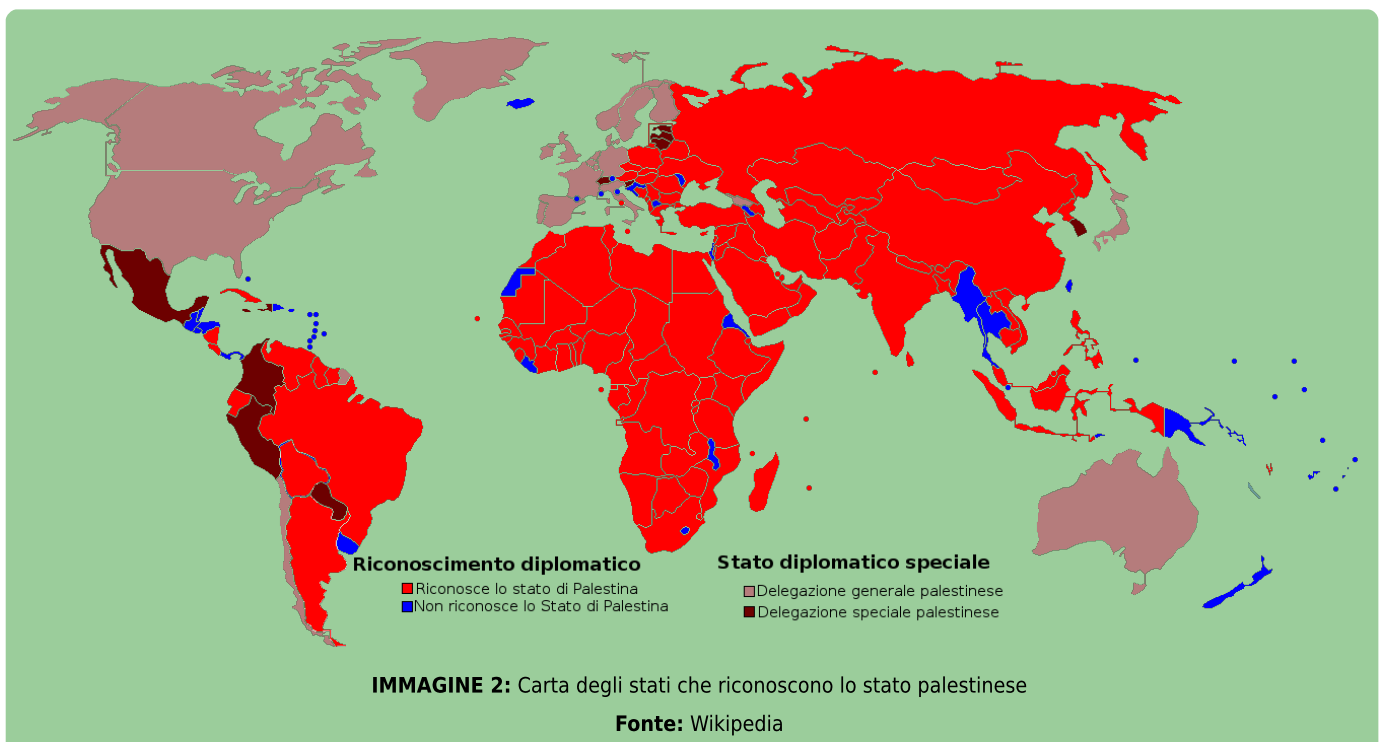 Riconoscimento diplomatico
Riconosce lo stato di Palestina
Non riconosce lo Stato di Palestina
Stato diplomatico speciale
Delegazione generale palestinese
Delegazione speciale palestinese
IMMAGINE 2: Carta degli stati che riconoscono lo stato palestinese
Fonte: Wikipedia